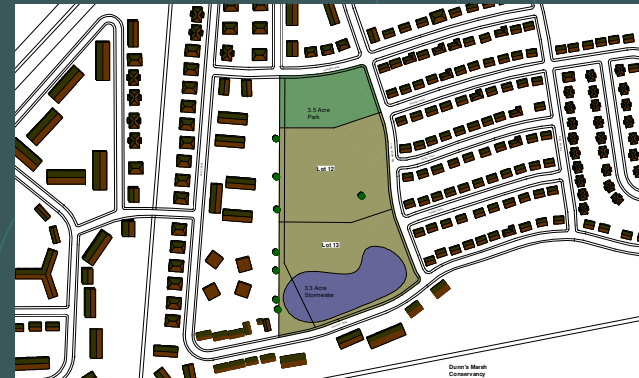 3.5 Acre
Park
Lot 12
Lot 13
3.3 Acre
Stormwater
Dunn's Marsh
Conservancy